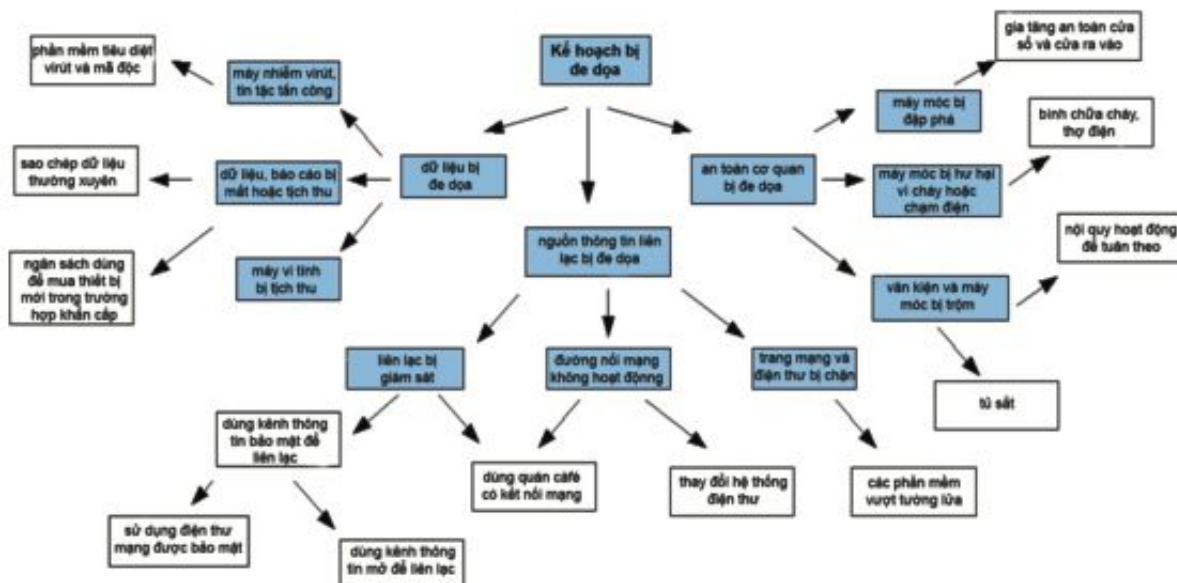 Kế hoạch bị
đe dọa
phần mềm tiêu diệt
virút và mã độc
máy nhiễm virút,
tin tặc tấn công
sao chép dữ liệu
thường xuyên
dữ liệu, báo cáo bị
mất hoặc tịch thu
dữ liệu bị
đe dọa
ngân sách dùng
để mua thiết bị
mới trong trường
hợp khẩn cấp
máy vi tính
bị tịch thu
nguồn thông tin liên
lạc bị đe dọa
an toàn cơ quan
bị đe dọa
gia tăng an toàn cửa
sổ và cửa ra vào
máy móc bị
đập phá
bình chữa cháy,
thợ điện
máy móc bị hư hại
vì cháy hoặc
chạm điện
nội quy hoạt động
để tuân theo
văn kiện và máy
móc bị trộm
tủ sắt
liên lạc bị
giám sát
đường nối mạng
không hoạt độnng
trang mạng và
điện thư bị chặn
dùng kênh thông
tin bảo mật để
liên lạc
dùng quán càfé
có kết nối mạng
thay đổi hệ thống
điện thư
các phần mềm
vượt tường lửa
sử dụng điện thư
mạng được bảo mật
dùng kênh thông
tin mở để liên lạc